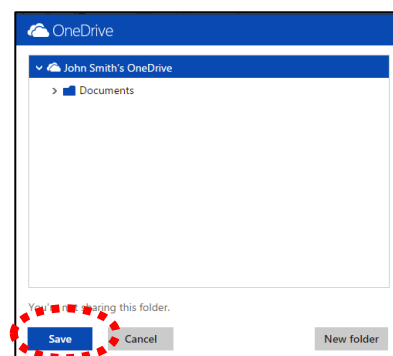 OneDrive
John Smith's OneDrive
Documents
You're not sharing this folder.
Save Cancel New folder